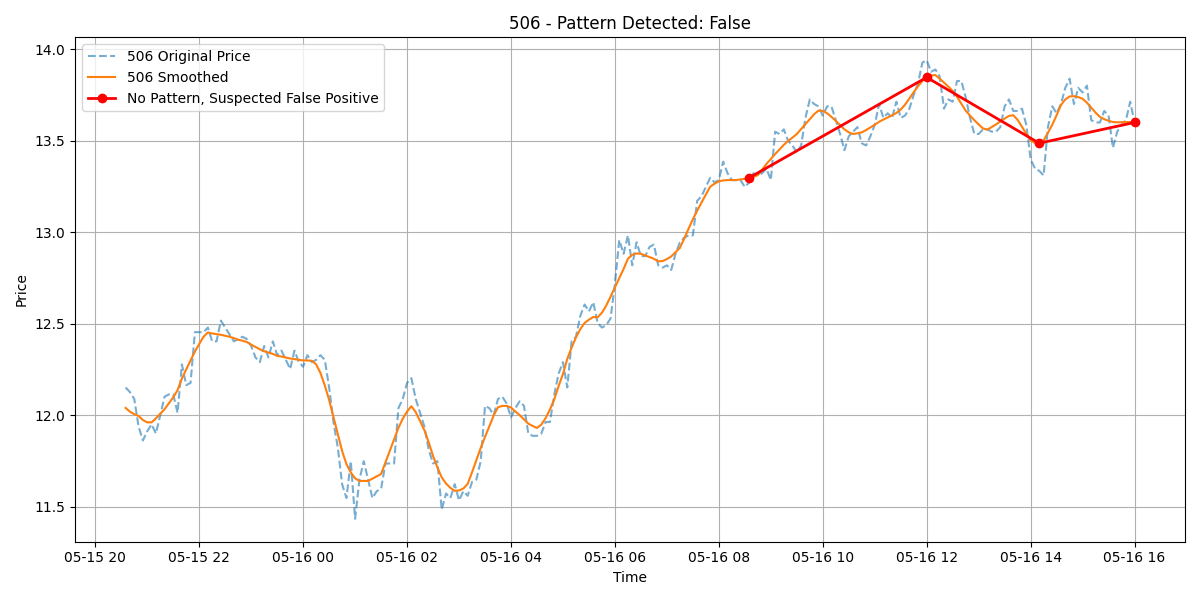 506 - Pattern Detected: False
506 Original Price
506 Smoothed
No Pattern, Suspected False Positive
Price
14.0
13.5
13.0
12.5
12.0
11.5
05-15 20 05-15 22 05-16 00 05-16 02 05-16 04 05-16 06 05-16 08 05-16 10 05-16 12 05-16 14 05-16 16
Time